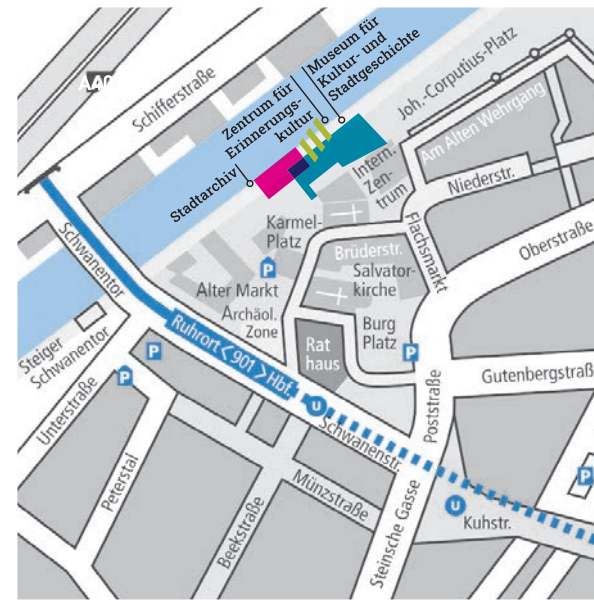 A40
Schifferstraße
Museum für
Kultur- und
Stadtgeschichte
Zentrum für
Erinnerungs-
kultur
Stadtarchiv
Joh.-Corputius-Platz
Am Alten Wehrgang
Intern.
Zen-
trum
Niederstr.
Flachsmarkt
Oberstraße
Karmel-
Platz
Brüderstr.
Salvator-
kirche
Schwanentor
P
Alter Markt
Archäol.
Zone
Burg
Platz
P
Rat
haus
Ruhrort < 901 > Hbf.
Steiger
Schwanentor
P
P
Unterstraße
Gutenbergstraß
Poststraße
U
Schwanenstr.
Peterstal
Münzstraße
Beekstraße
Steinsche Gasse
U
Kuhstr.
P